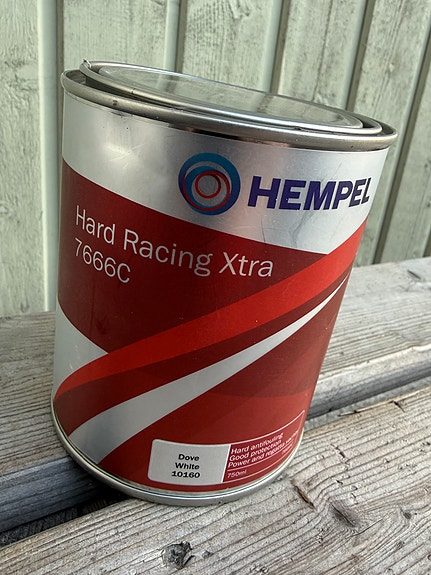 HEMPEL
Hard Racing Xtra
7666C
Dove
White
10160
Hard antifouling
Good protection
Power and regatta
750ml